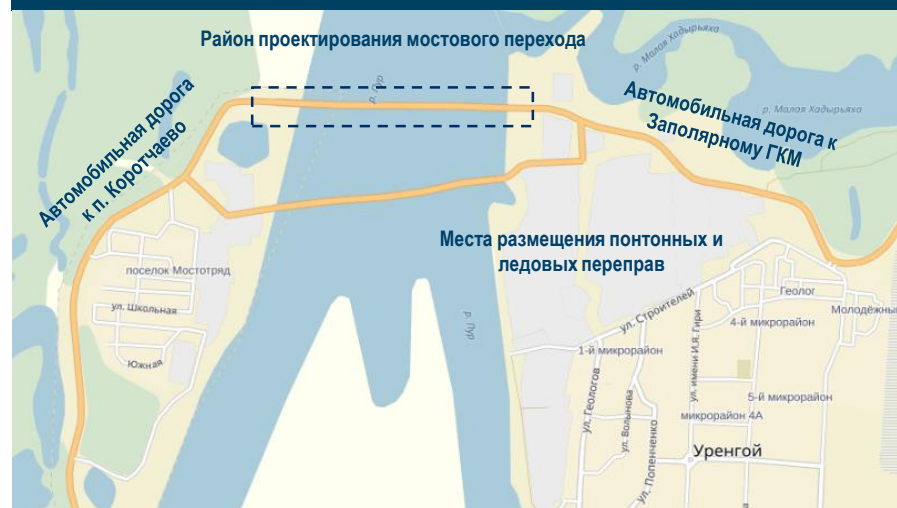 Район проектирования мостового перехода
р. Малая Хадырьяха
р. Пур
Автомобильная дорога
к п. Коротчаево
Автомобильная дорога к
Заполярному ГКМ
р. Малая Хадырьяха
Места размещения понтонных и
ледовых переправ
поселок Мостотряд
ул. Школьная
Южная
р. Пур
ул. Строителей
Геолог
Молодёжный
4-й микрорайон
1-й микрорайон
ул. имени И.Я. Гири
5-й микрорайон
микрорайон 4А
ул. Геологов
ул. Волынова
ул. Попенченко
Уренгой